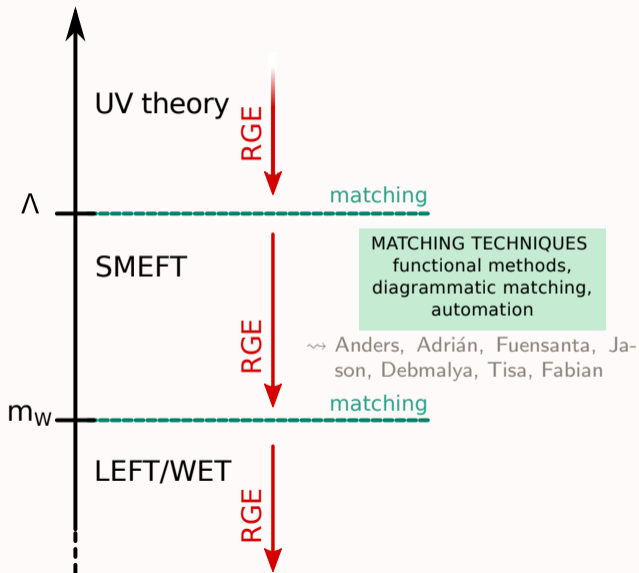 UV theory
RGE
matching
Λ
MATCHING TECHNIQUES
functional methods,
diagrammatic matching,
automation
SMEFT
RGE
⇝ Anders, Adrián, Fuensanta, Ja-
son, Debmalya, Tisa, Fabian
matching
mW
LEFT/WET
RGE